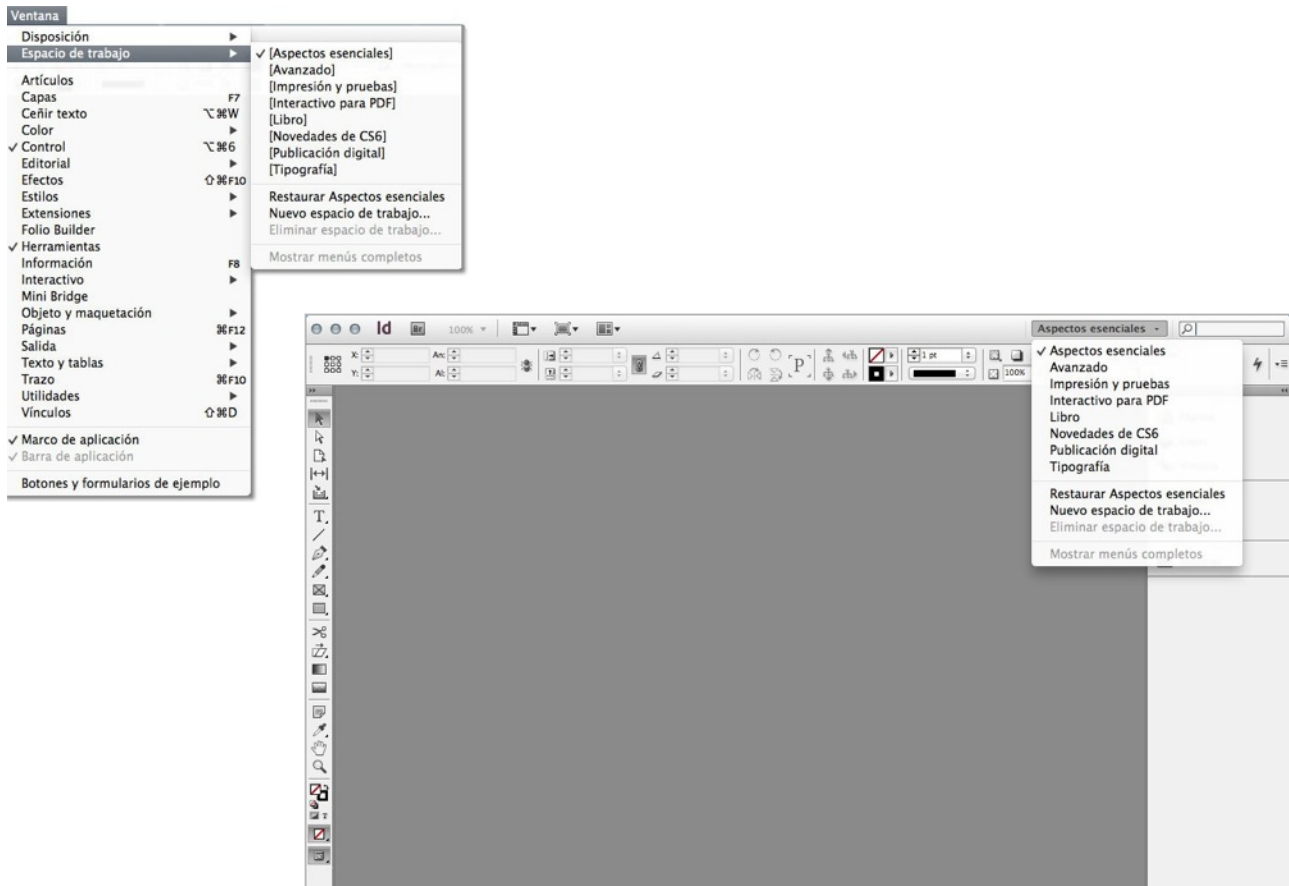 Ventana
Disposición
Espacio de trabajo
Artículos
Capas F7
Ceñir texto ⌥⌘W
Color
✓ Control ⌥⌘6
Editorial
Efectos ⇧⌘F10
Estilos
Extensiones
Folio Builder
✓ Herramientas
Información F8
Interactivo
Mini Bridge
Objeto y maquetación
Páginas ⌘F12
Salida
Texto y tablas
Trazo ⌘F10
Utilidades
Vínculos ⇧⌘D
✓ Marco de aplicación
✓ Barra de aplicación
Botones y formularios de ejemplo
✓ [Aspectos esenciales]
[Avanzado]
[Impresión y pruebas]
[Interactivo para PDF]
[Libro]
[Novedades de CS6]
[Publicación digital]
[Tipografía]
Restaurar Aspectos esenciales
Nuevo espacio de trabajo...
Eliminar espacio de trabajo...
Mostrar menús completos
Id Br 100% Aspectos esenciales
X: An: 1 pt
Y: Al: P 100%
✓ Aspectos esenciales
Avanzado
Impresión y pruebas
Interactivo para PDF
Libro
Novedades de CS6
Publicación digital
Tipografía
Restaurar Aspectos esenciales
Nuevo espacio de trabajo...
Eliminar espacio de trabajo...
Mostrar menús completos
T
T